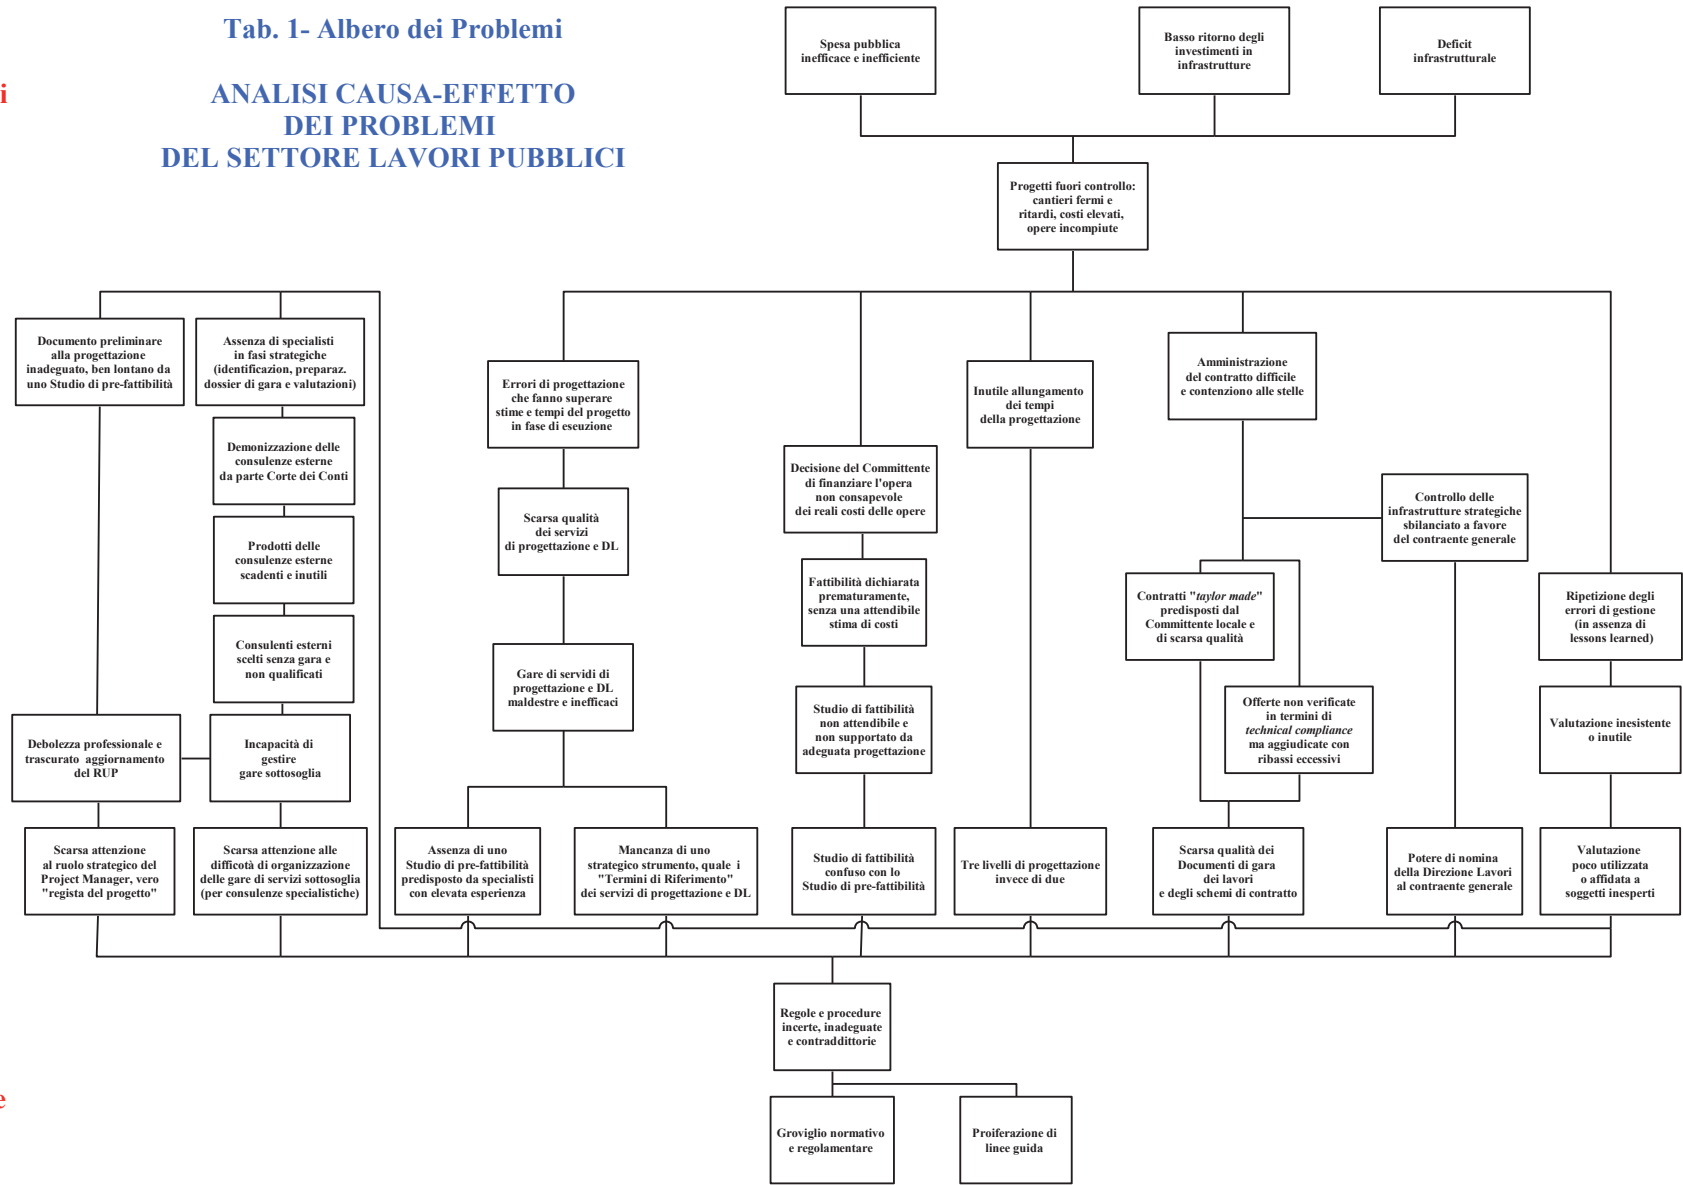 Tab. 1- Albero dei Problemi
i
ANALISI CAUSA-EFFETTO
DEI PROBLEMI
DEL SETTORE LAVORI PUBBLICI
Spesa pubblica
inefficace e inefficiente
Basso ritorno degli
investimenti in
infrastrutture
Deficit
infrastrutturale
Progetti fuori controllo:
cantieri fermi e
ritardi, costi elevati,
opere incompiute
Documento preliminare
alla progettazione
inadeguato, ben lontano da
uno Studio di pre-fattibilità
Assenza di specialisti
in fasi strategiche
(identificazion, preparaz.
dossier di gara e valutazioni)
Demonizzazione delle
consulenze esterne
da parte Corte dei Conti
Prodotti delle
consulenze esterne
scadenti e inutili
Consulenti esterni
scelti senza gara e
non qualificati
Debolezza professionale e
trascurato aggiornamento
del RUP
Incapacità di
gestire
gare sottosoglia
Scarsa attenzione
al ruolo strategico del
Project Manager, vero
"regista del progetto"
Scarsa attenzione alle
difficotà di organizzazione
delle gare di servizi sottosoglia
(per consulenze specialistiche)
Errori di progettazione
che fanno superare
stime e tempi del progetto
in fase di eseuzione
Scarsa qualità
dei servizi
di progettazione e DL
Gare di servidi di
progettazione e DL
maldestre e inefficaci
Assenza di uno
Studio di pre-fattibilità
predisposto da specialisti
con elevata esperienza
Mancanza di uno
strategico strumento, quale i
"Termini di Riferimento"
dei servizi di progettazione e DL
Decisione del Committente
di finanziare l'opera
non consapevole
dei reali costi delle opere
Fattibilità dichiarata
prematuramente,
senza una attendibile
stima di costi
Studio di fattibilità
non attendibile e
non supportato da
adeguata progettazione
Studio di fattibilità
confuso con lo
Studio di pre-fattibilità
Inutile allungamento
dei tempi
della progettazione
Tre livelli di progettazione
invece di due
Amministrazione
del contratto difficile
e contenziono alle stelle
Controllo delle
infrastrutture strategiche
sbilanciato a favore
del contraente generale
Contratti "taylor made"
predisposti dal
Committente locale e
di scarsa qualità
Offerte non verificate
in termini di
technical compliance
ma aggiudicate con
ribassi eccessivi
Scarsa qualità dei
Documenti di gara
dei lavori
e degli schemi di contratto
Potere di nomina
della Direzione Lavori
al contraente generale
Ripetizione degli
errori di gestione
(in assenza di
lessons learned)
Valutazione inesistente
o inutile
Valutazione
poco utilizzata
o affidata a
soggetti inesperti
Regole e procedure
incerte, inadeguate
e contraddittorie
e
Groviglio normativo
e regolamentare
Proiferazione di
linee guida